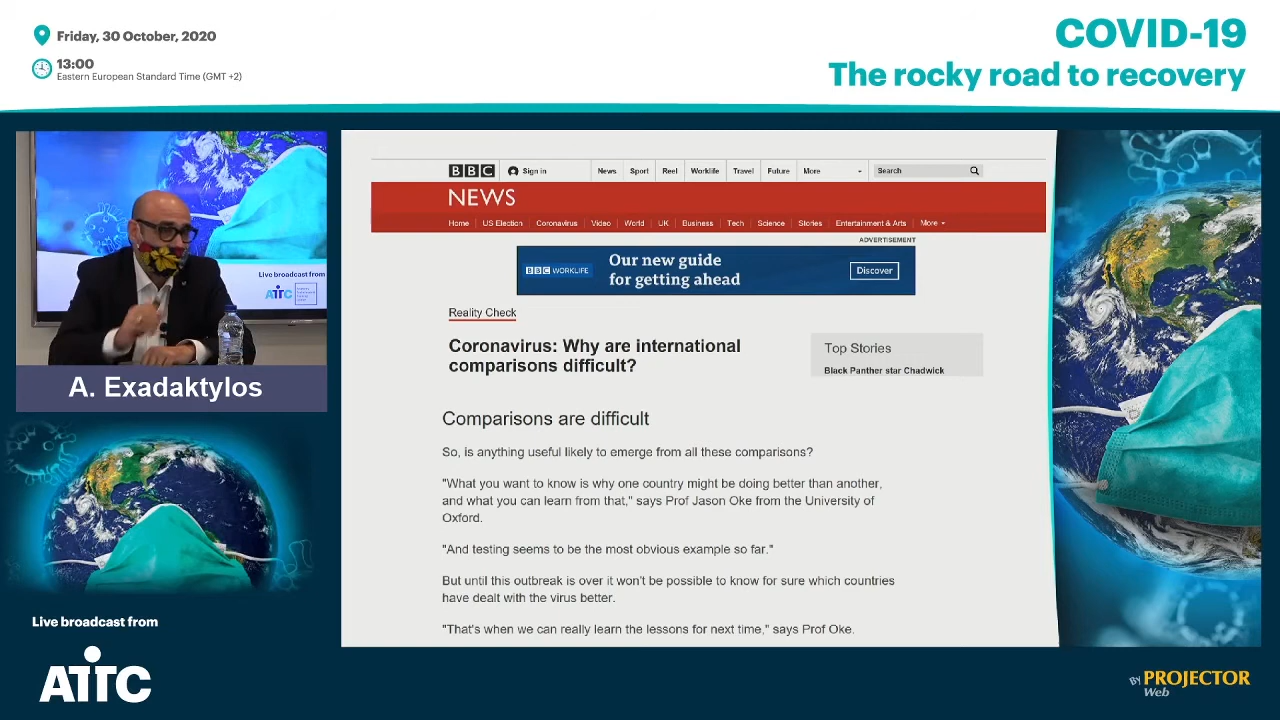 Friday, 30 October, 2020
13:00
Eastern European Standard Time (GMT +2)
COVID-19
The rocky road to recovery
Live broadcast from
ATTC
A. Exadaktylos
BBC
Sign in
News
Sport
Reel
Worklife
Travel
Future
More
Search
NEWS
Home
US Election
Coronavirus
Video
World
UK
Business
Tech
Science
Stories
Entertainment & Arts
More
ADVERTISEMENT
BBC WORKLIFE
Our new guide
for getting ahead
Discover
Reality Check
Coronavirus: Why are international
comparisons difficult?
Top Stories
Black Panther star Chadwick
Comparisons are difficult
So, is anything useful likely to emerge from all these comparisons?
"What you want to know is why one country might be doing better than another,
and what you can learn from that," says Prof Jason Oke from the University of
Oxford.
"And testing seems to be the most obvious example so far."
But until this outbreak is over it won't be possible to know for sure which countries
have dealt with the virus better.
"That's when we can really learn the lessons for next time," says Prof Oke.
Live broadcast from
ATTC
By PROJECTOR
Web